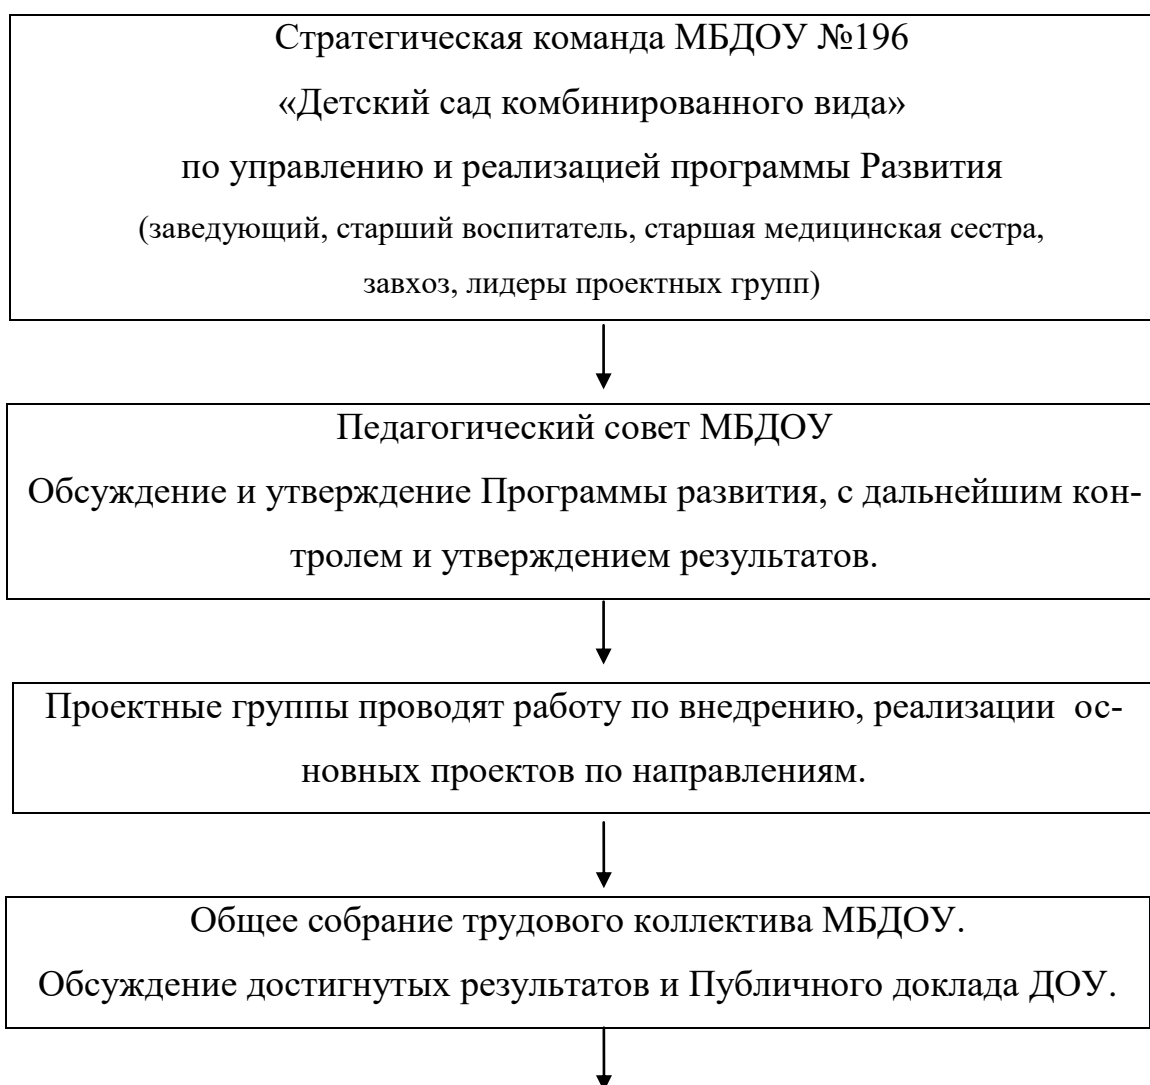 Стратегическая команда МБДОУ №196
«Детский сад комбинированного вида»
по управлению и реализацией программы Развития
(заведующий, старший воспитатель, старшая медицинская сестра,
завхоз, лидеры проектных групп)
Педагогический совет МБДОУ
Обсуждение и утверждение Программы развития, с дальнейшим кон-
тролем и утверждением результатов.
Проектные группы проводят работу по внедрению, реализации  ос-
новных проектов по направлениям.
Общее собрание трудового коллектива МБДОУ.
Обсуждение достигнутых результатов и Публичного доклада ДОУ.